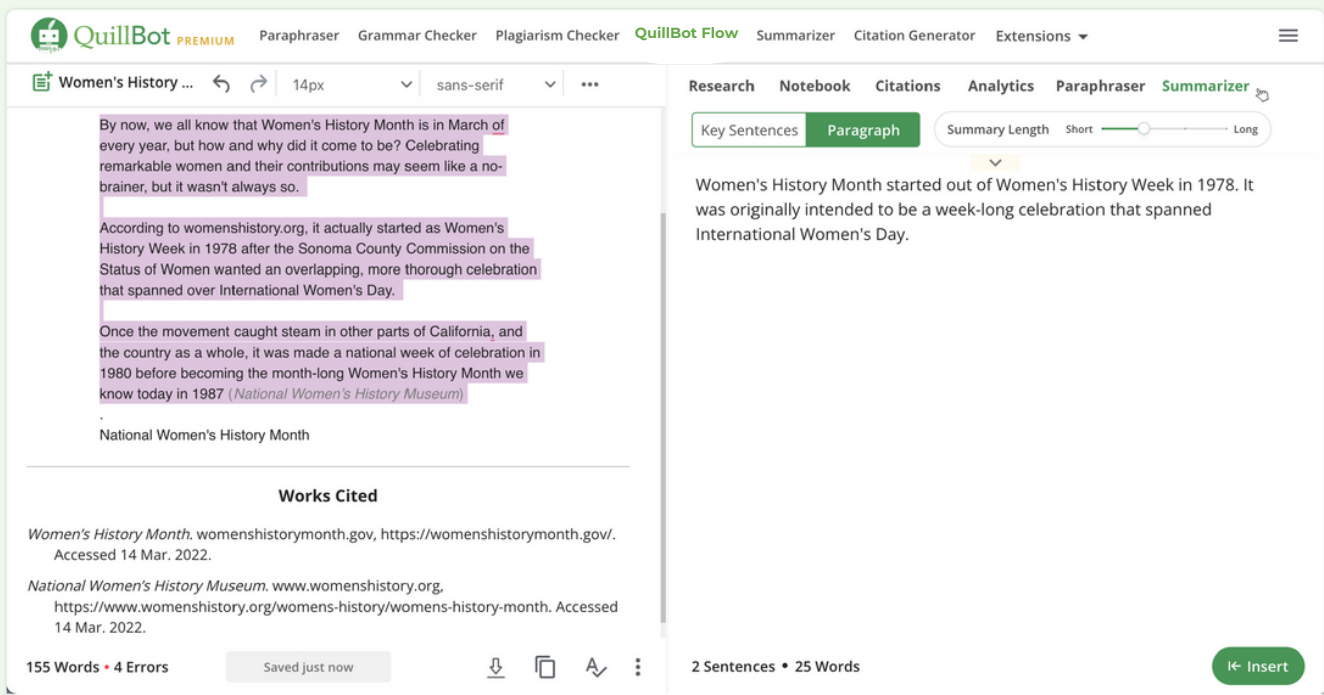 QuillBot PREMIUM Paraphraser Grammar Checker Plagiarism Checker QuillBot Flow Summarizer Citation Generator Extensions
Women's History ... 14px sans-serif
By now, we all know that Women's History Month is in March of
every year, but how and why did it come to be? Celebrating
remarkable women and their contributions may seem like a no-
brainer, but it wasn't always so.
According to womenshistory.org, it actually started as Women's
History Week in 1978 after the Sonoma County Commission on the
Status of Women wanted an overlapping, more thorough celebration
that spanned over International Women's Day.
Once the movement caught steam in other parts of California, and
the country as a whole, it was made a national week of celebration in
1980 before becoming the month-long Women's History Month we
know today in 1987 (National Women's History Museum)
.
National Women's History Month
Works Cited
Women's History Month. womenshistorymonth.gov, https://womenshistorymonth.gov/.
Accessed 14 Mar. 2022.
National Women's History Museum. www.womenshistory.org,
https://www.womenshistory.org/womens-history/womens-history-month. Accessed
14 Mar. 2022.
155 Words • 4 Errors Saved just now
Research Notebook Citations Analytics Paraphraser Summarizer
Key Sentences Paragraph Summary Length Short Long
Women's History Month started out of Women's History Week in 1978. It
was originally intended to be a week-long celebration that spanned
International Women's Day.
2 Sentences • 25 Words Insert